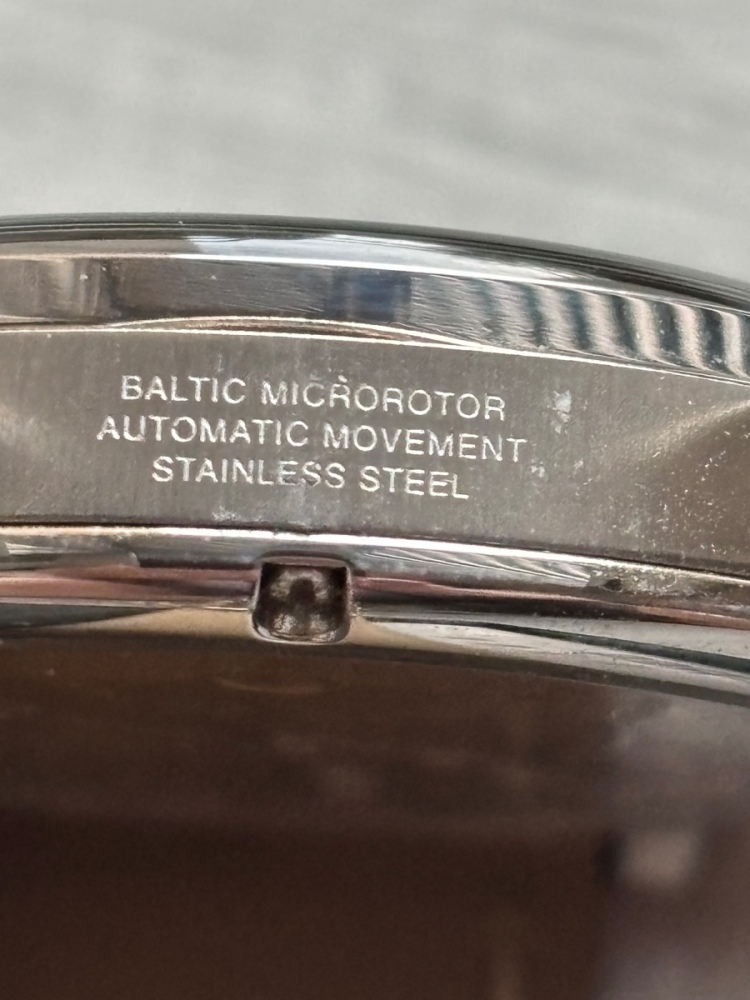 BALTIC MICROROTOR
AUTOMATIC MOVEMENT
STAINLESS STEEL